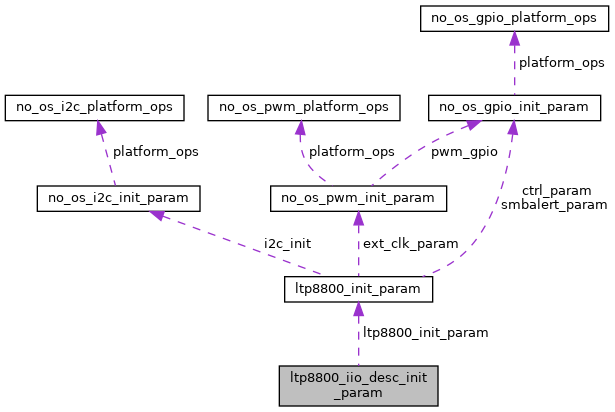 no_os_gpio_platform_ops
platform_ops
no_os_i2c_platform_ops
no_os_pwm_platform_ops
no_os_gpio_init_param
platform_ops
platform_ops
pwm_gpio
ctrl_param
smbalert_param
no_os_i2c_init_param
no_os_pwm_init_param
i2c_init
ext_clk_param
ltp8800_init_param
ltp8800_init_param
ltp8800_iio_desc_init
_param